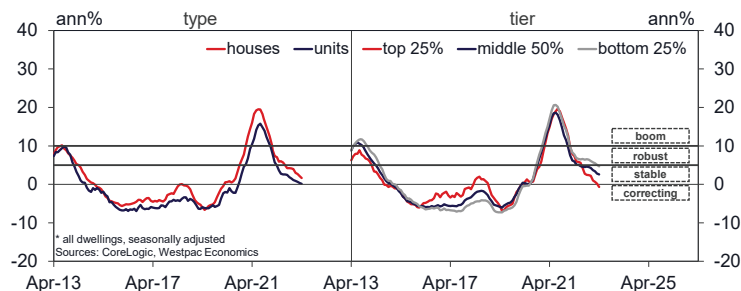 ann% type tier ann%
houses units top 25% middle 50% bottom 25%
40 40
30 30
20 20
10 10
0 0
-10 -10
-20 -20
boom
robust
stable
correcting
* all dwellings, seasonally adjusted
Sources: CoreLogic, Westpac Economics
Apr-13 Apr-17 Apr-21 Apr-13 Apr-17 Apr-21 Apr-25